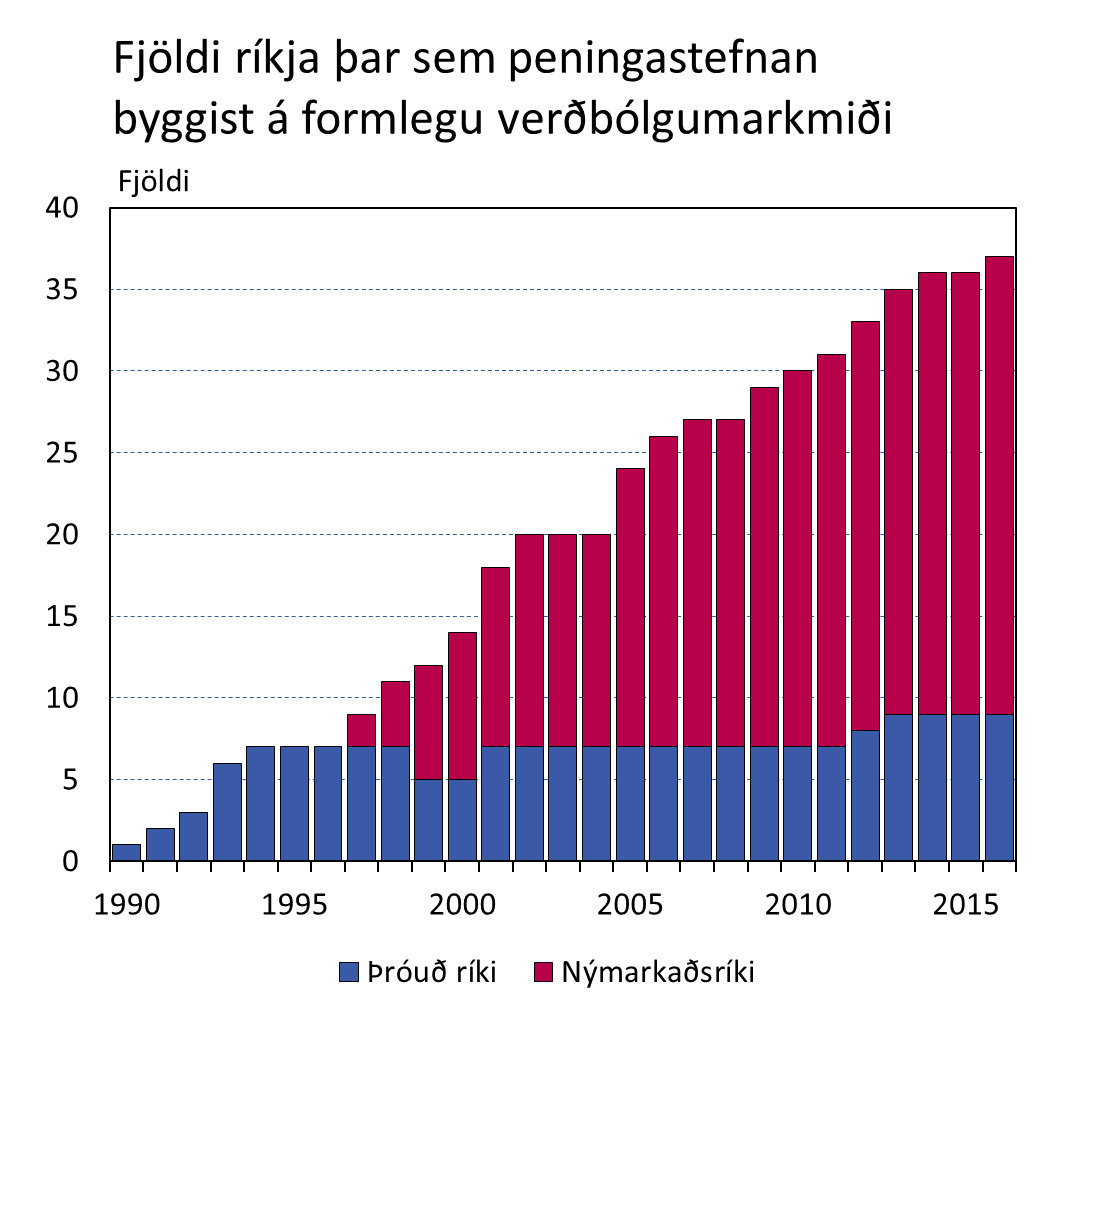 Fjöldi ríkja þar sem peningastefnan
byggist á formlegu verðbólgumarkmiði
Fjöldi
40
35
30
25
20
15
10
5
0
1990 1995 2000 2005 2010 2015
Þróuð ríki Nýmarkaðsríki